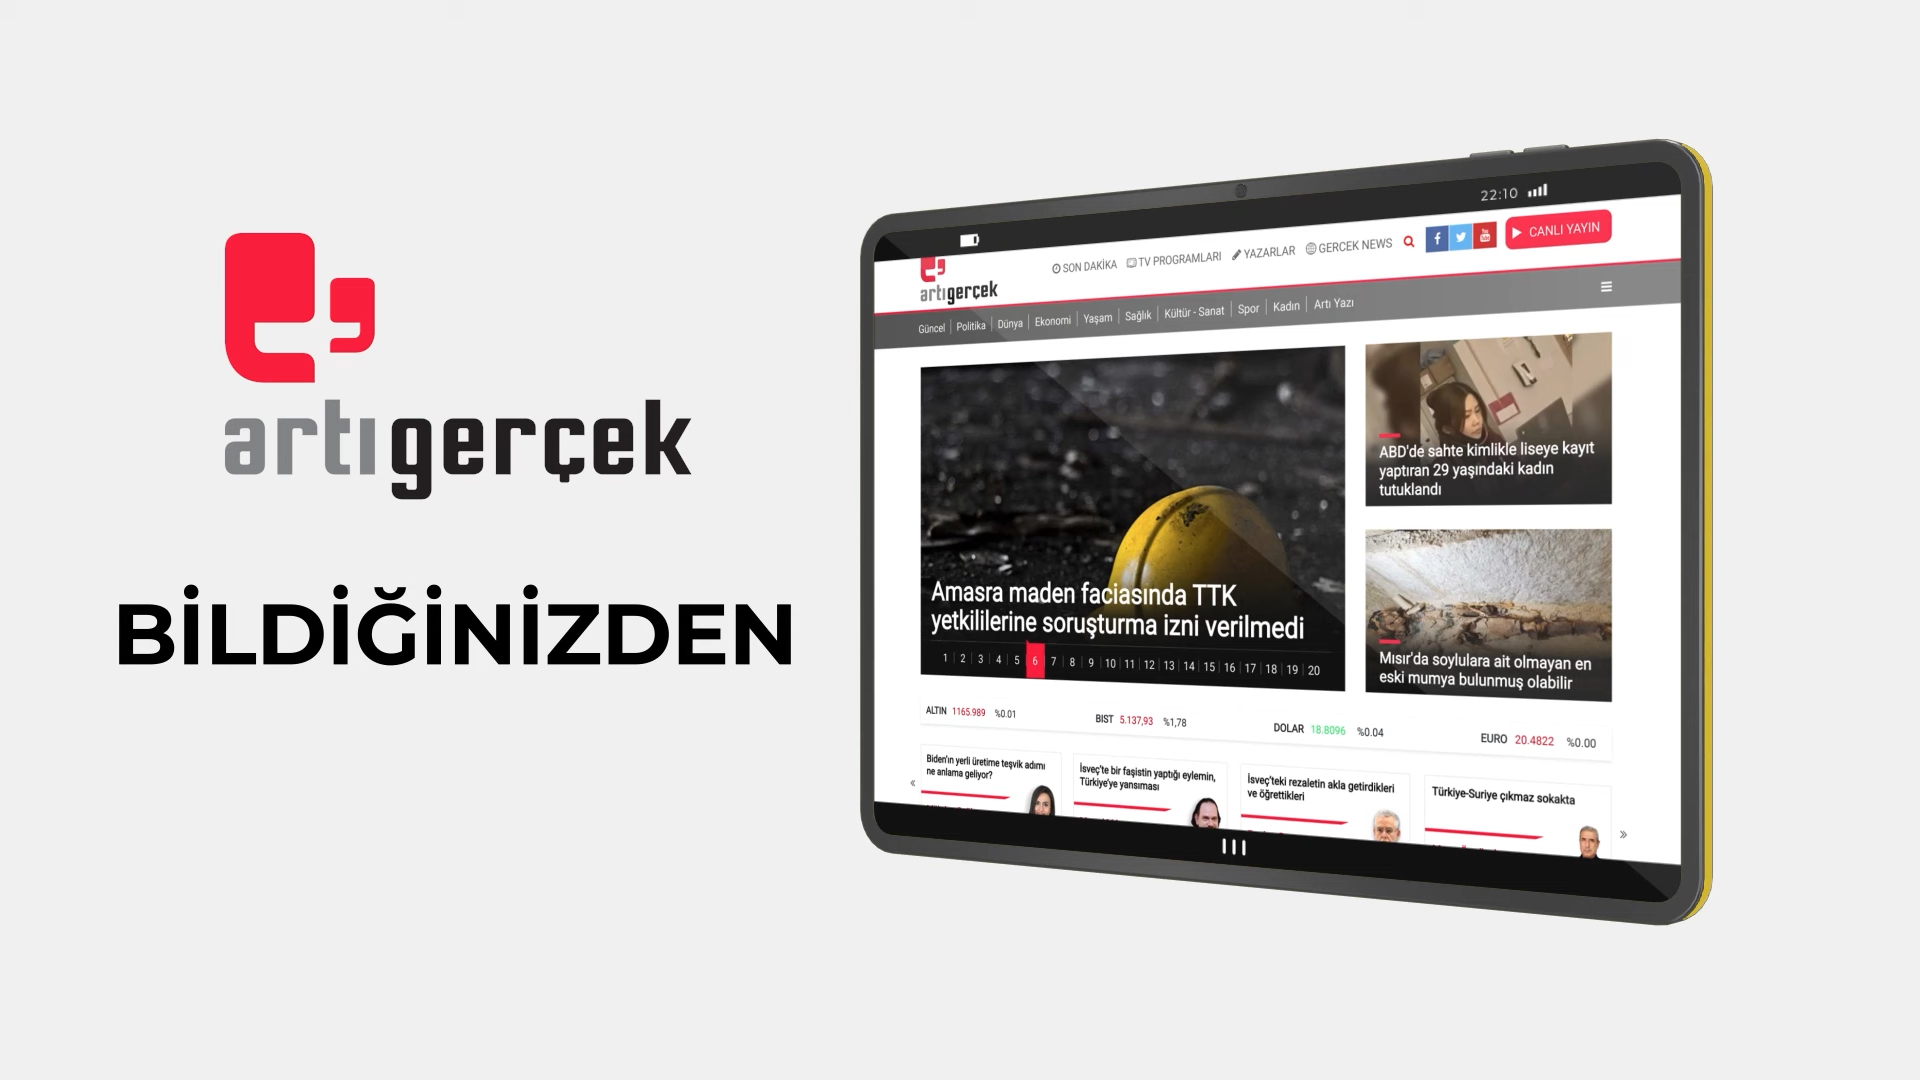 artıgerçek
BİLDİĞİNİZDEN
22:10
SON DAKİKA
TV PROGRAMLARI
YAZARLAR
GERCEK NEWS
CANLI YAYIN
artıgerçek
Güncel
Politika
Dünya
Ekonomi
Yaşam
Sağlık
Kültür - Sanat
Spor
Kadın
Artı Yazı
Amasra maden faciasında TTK
yetkililerine soruşturma izni verilmedi
1 2 3 4 5 6 7 8 9 10 11 12 13 14 15 16 17 18 19 20
ABD'de sahte kimlikle liseye kayıt
yaptıran 29 yaşındaki kadın
tutuklandı
Mısır'da soylulara ait olmayan en
eski mumya bulunmuş olabilir
ALTIN 1165.989 %0.01
BIST 5.137,93 %1,78
DOLAR 18.8096 %0.04
EURO 20.4822 %0.00
Biden'ın yerli üretime teşvik adımı
ne anlama geliyor?
İsveç'te bir faşistin yaptığı eylemin,
Türkiye'ye yansıması
İsveç'teki rezaletin akla getirdikleri
ve öğrettikleri
Türkiye-Suriye çıkmaz sokakta